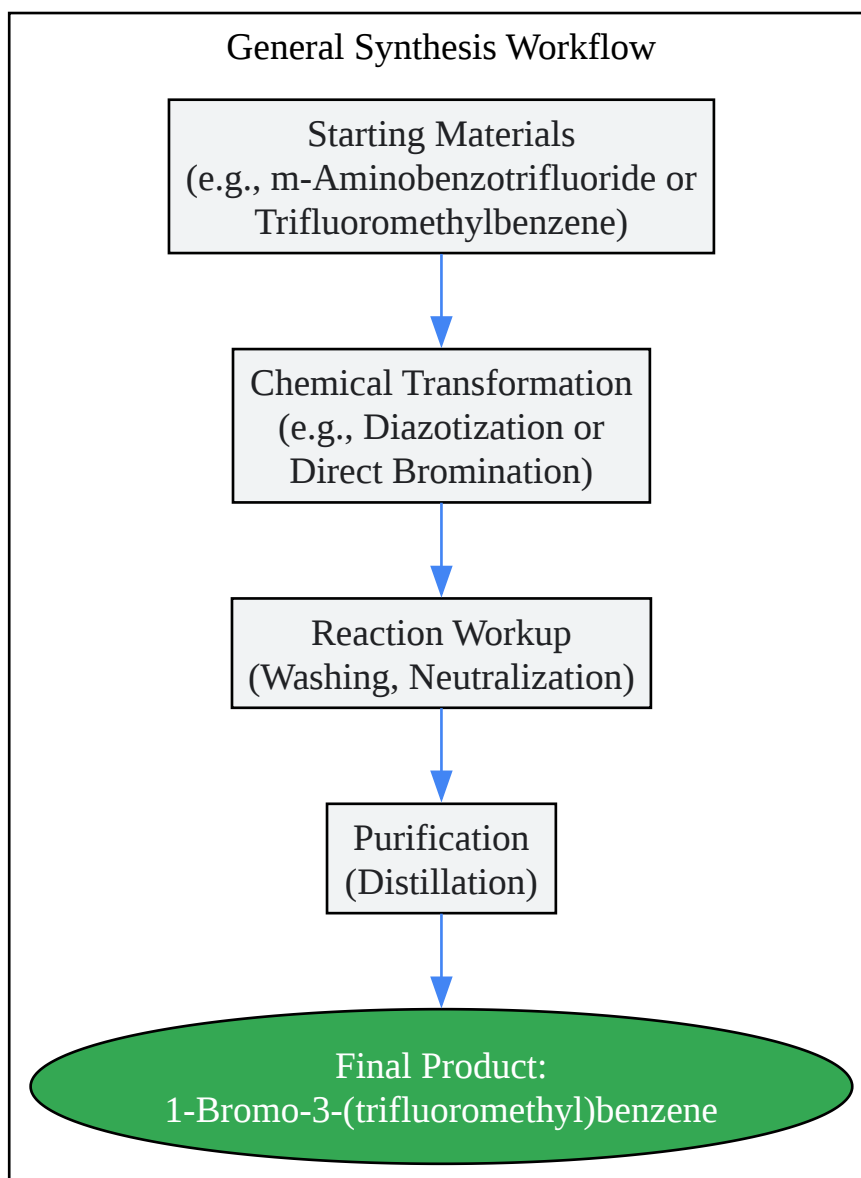 General Synthesis Workflow
Starting Materials
(e.g., m-Aminobenzotrifluoride or
Trifluoromethylbenzene)
Chemical Transformation
(e.g., Diazotization or
Direct Bromination)
Reaction Workup
(Washing, Neutralization)
Purification
(Distillation)
Final Product:
1-Bromo-3-(trifluoromethyl)benzene